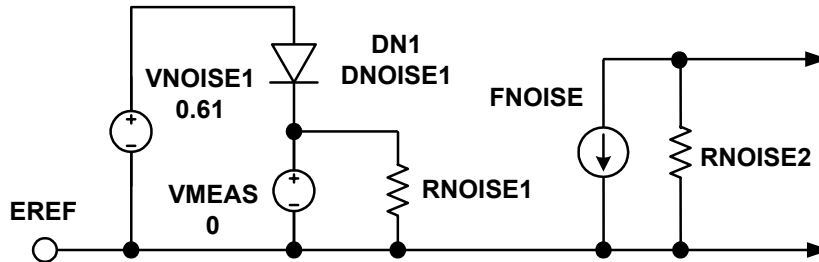 DN1
DNOISE1
VNOISE1
0.61
FNOISE
RNOISE2
VMEAS
0
RNOISE1
EREF